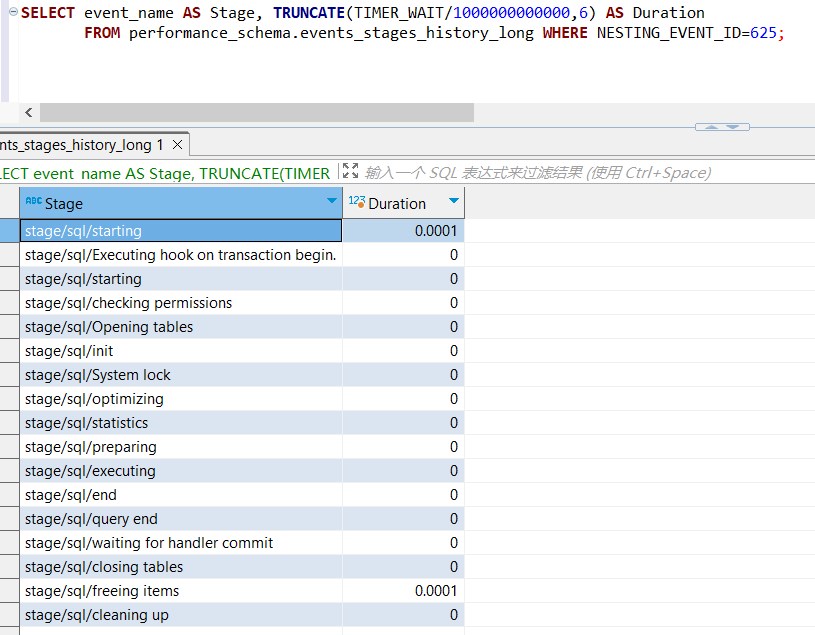 SELECT event_name AS Stage, TRUNCATE(TIMER_WAIT/1000000000000,6) AS Duration
FROM performance_schema.events_stages_history_long WHERE NESTING_EVENT_ID=625;
nts_stages_history_long 1
LECT event_name AS Stage, TRUNCATE(TIMER 输入一个 SQL 表达式来过滤结果 (使用 Ctrl+Space)
ABC Stage 123 Duration
stage/sql/starting 0.0001
stage/sql/Executing hook on transaction begin. 0
stage/sql/starting 0
stage/sql/checking permissions 0
stage/sql/Opening tables 0
stage/sql/init 0
stage/sql/System lock 0
stage/sql/optimizing 0
stage/sql/statistics 0
stage/sql/preparing 0
stage/sql/executing 0
stage/sql/end 0
stage/sql/query end 0
stage/sql/waiting for handler commit 0
stage/sql/closing tables 0
stage/sql/freeing items 0.0001
stage/sql/cleaning up 0